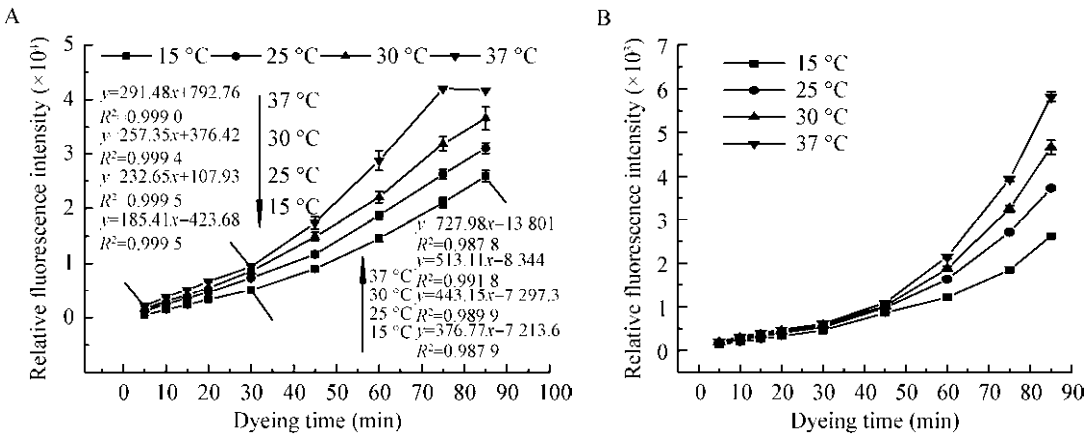 A
Relative fluorescence intensity (×10⁴)
5
4
3
2
1
0
15 °C 25 °C 30 °C 37 °C
y=291.48x+792.76
R²=0.999 0
y=257.35x+376.42
R²=0.999 4
y=232.65x+107.93
R²=0.999 5
y=185.41x−423.68
R²=0.999 5
37 °C
30 °C
25 °C
15 °C
y=727.98x−13 801
R²=0.987 8
y=513.11x−8 344
R²=0.991 8
y=443.15x−7 297.3
R²=0.989 9
y=376.77x−7 213.6
R²=0.987 9
37 °C
30 °C
25 °C
15 °C
0 10 20 30 40 50 60 70 80 90 100
Dyeing time (min)
B
Relative fluorescence intensity (×10³)
7
6
5
4
3
2
1
0
15 °C
25 °C
30 °C
37 °C
0 10 20 30 40 50 60 70 80 90
Dyeing time (min)